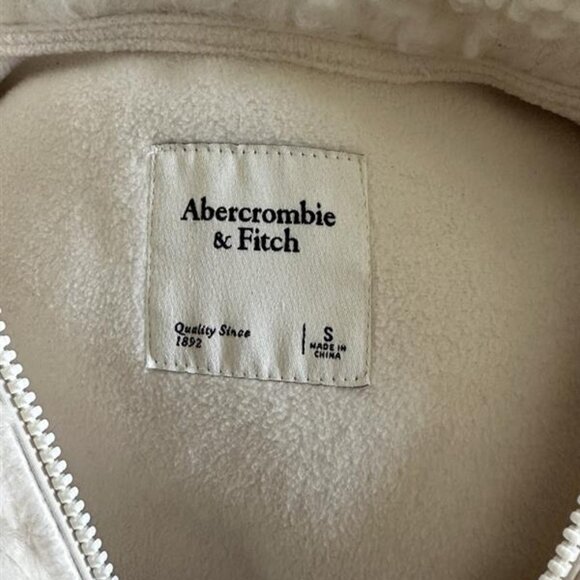 Abercrombie
& Fitch
Quality Since
1892
S
MADE IN
CHINA